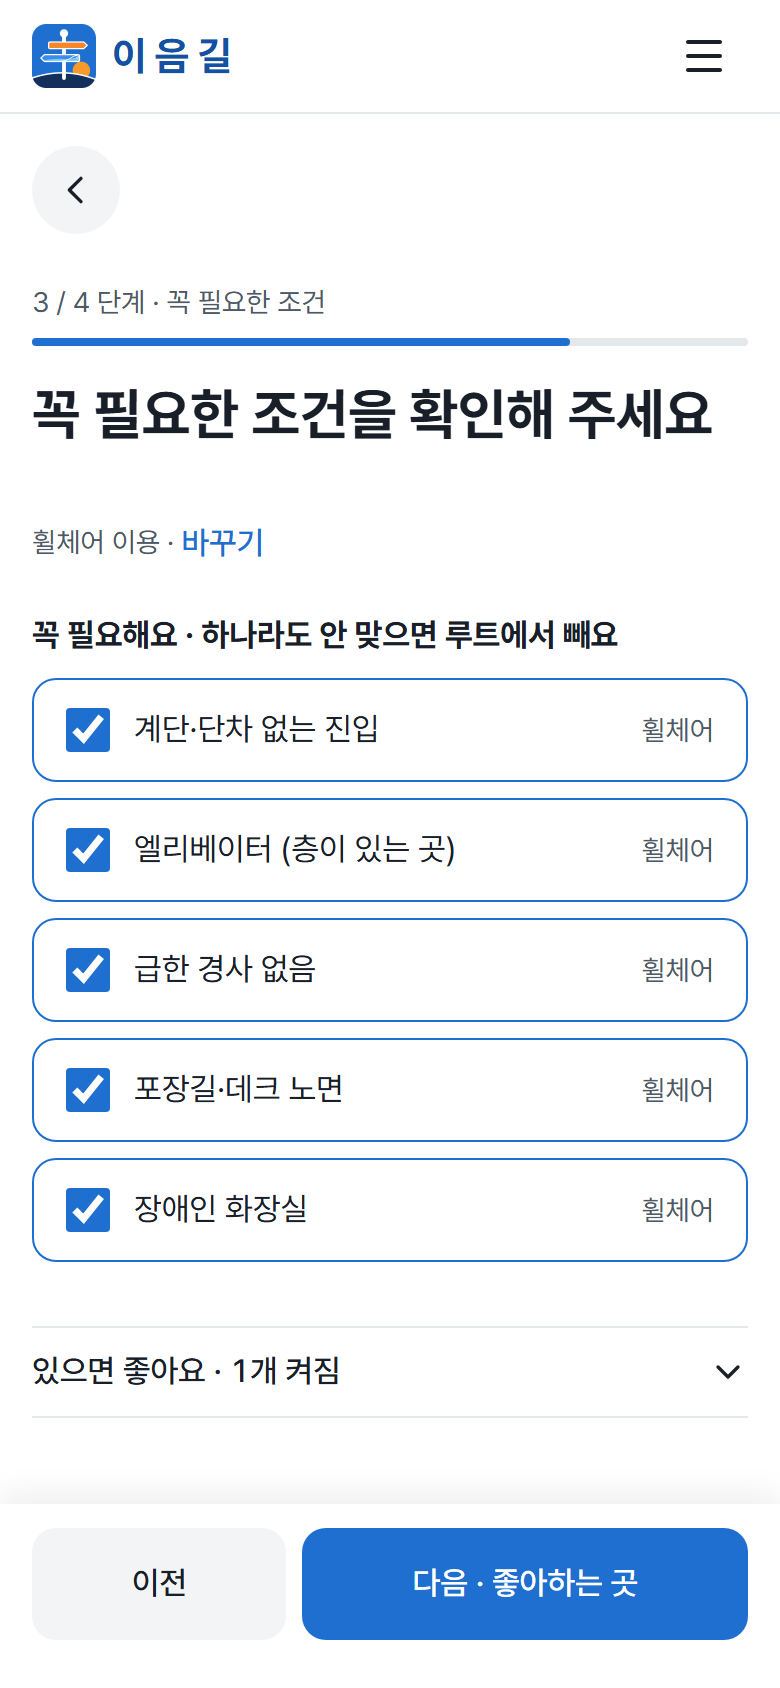 이음길
3 / 4 단계 · 꼭 필요한 조건
꼭 필요한 조건을 확인해 주세요
휠체어 이용 · 바꾸기
꼭 필요해요 · 하나라도 안 맞으면 루트에서 빼요
계단·단차 없는 진입 휠체어
엘리베이터 (층이 있는 곳) 휠체어
급한 경사 없음 휠체어
포장길·데크 노면 휠체어
장애인 화장실 휠체어
있으면 좋아요 · 1개 켜짐
이전 다음 · 좋아하는 곳